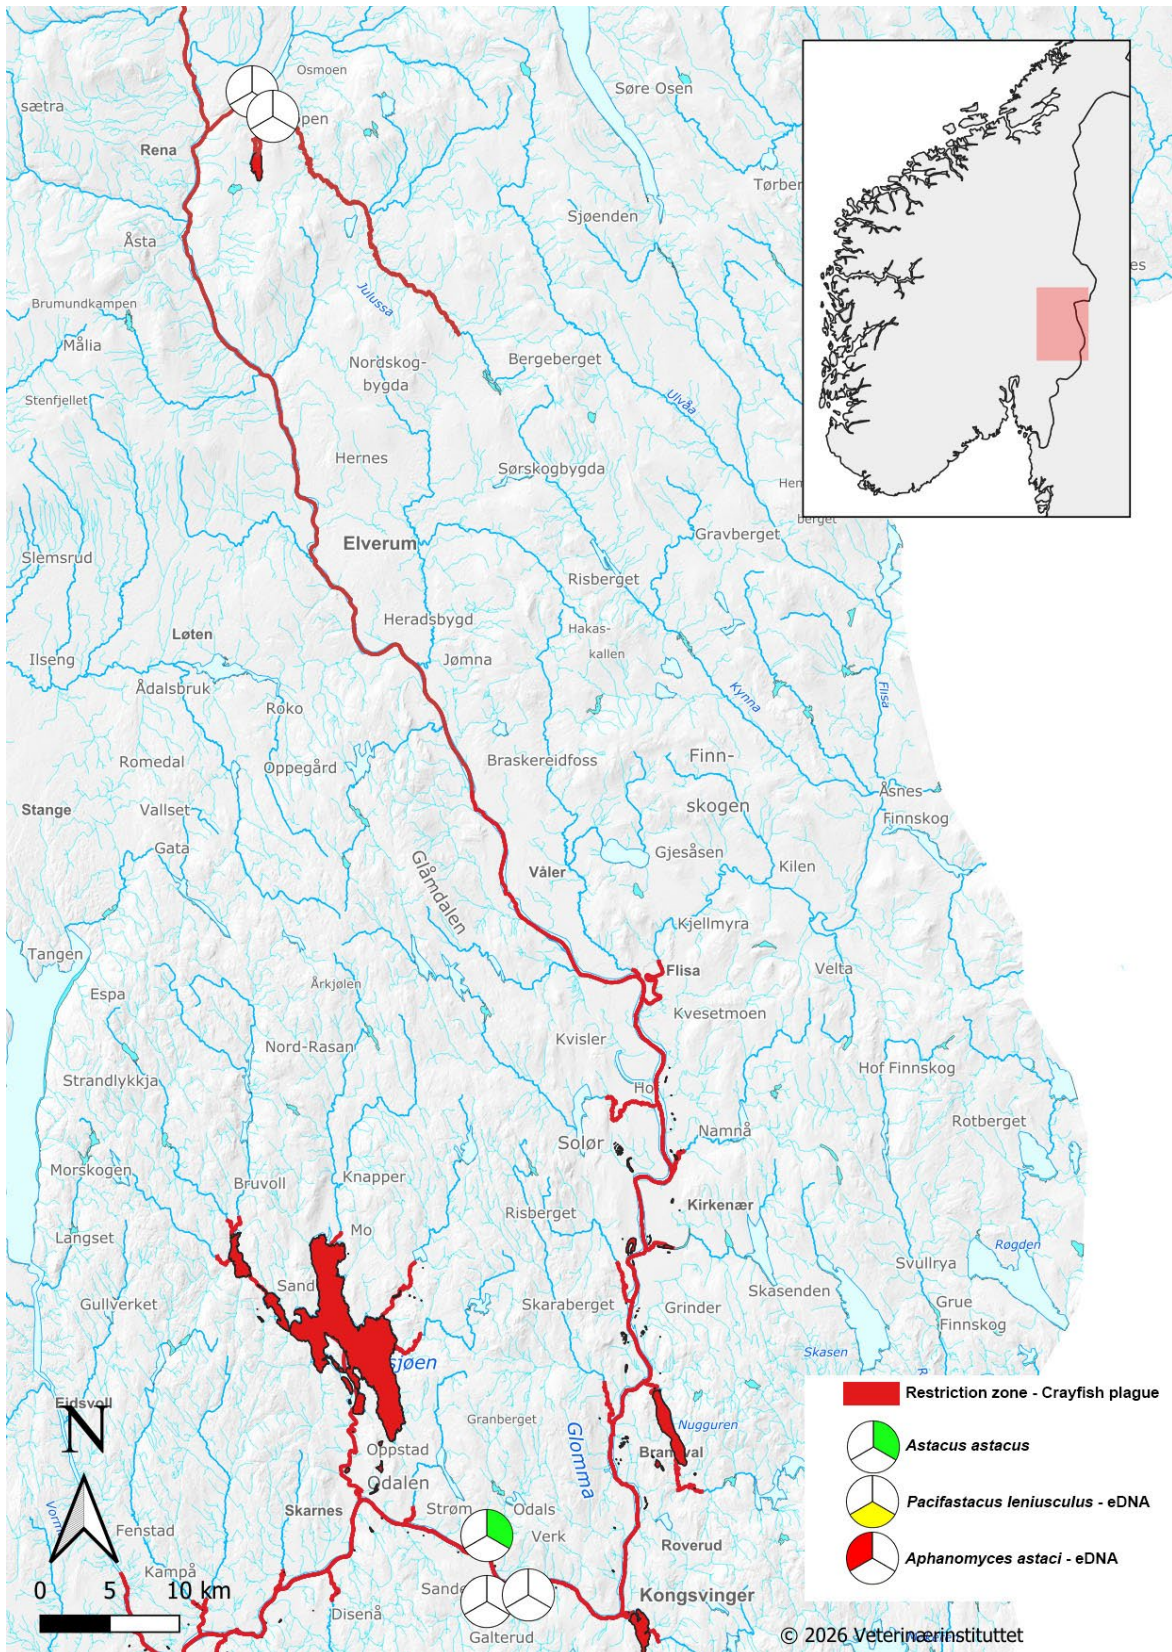 Osmoen
sætra
Søre Osen
Rena
Tørber
Sjøenden
Åsta
es
Julussa
Brumundkampen
Målia
Nordskog-
bygda
Bergeberget
Stenfjellet
Ulvåa
Hernes
Sørskogbygda
Hem
berget
Gravberget
Elverum
Slemsrud
Risberget
Heradsbygd
Hakas-
kallen
Løten
Ilseng
Jømna
Ådalsbruk
Kynna
Flisa
Roko
Romedal
Oppegård
Braskereidfoss
Finn-
skogen
Åsnes
Finnskog
Stange
Vallset
Gata
Gjesåsen
Kilen
Glåmdalen
Våler
Kjellmyra
Tangen
Flisa
Velta
Espa
Årkjølen
Kvesetmoen
Kvisler
Nord-Rasan
Hof Finnskog
Strandlykkja
Ho
Rotberget
Solør
Namnå
Morskogen
Knapper
Bruvoll
Risberget
Kirkenær
Mo
Langset
Røgden
Svullrya
Sand
Skasenden
Gullverket
Skaraberget
Grinder
Grue
Finnskog
sjøen
Skasen
R
Eidsvoll
N
Granberget
Nugguren
Glomma
Oppstad
Odalen
Skarnes
Strøm
Odals
Verk
Fenstad
Roverud
Kampå
Sande
Kongsvinger
Disenå
Galterud
0 5 10 km
Restriction zone - Crayfish plague
Astacus astacus
Pacifastacus leniusculus - eDNA
Aphanomyces astaci - eDNA
© 2026 Veterinærinstituttet